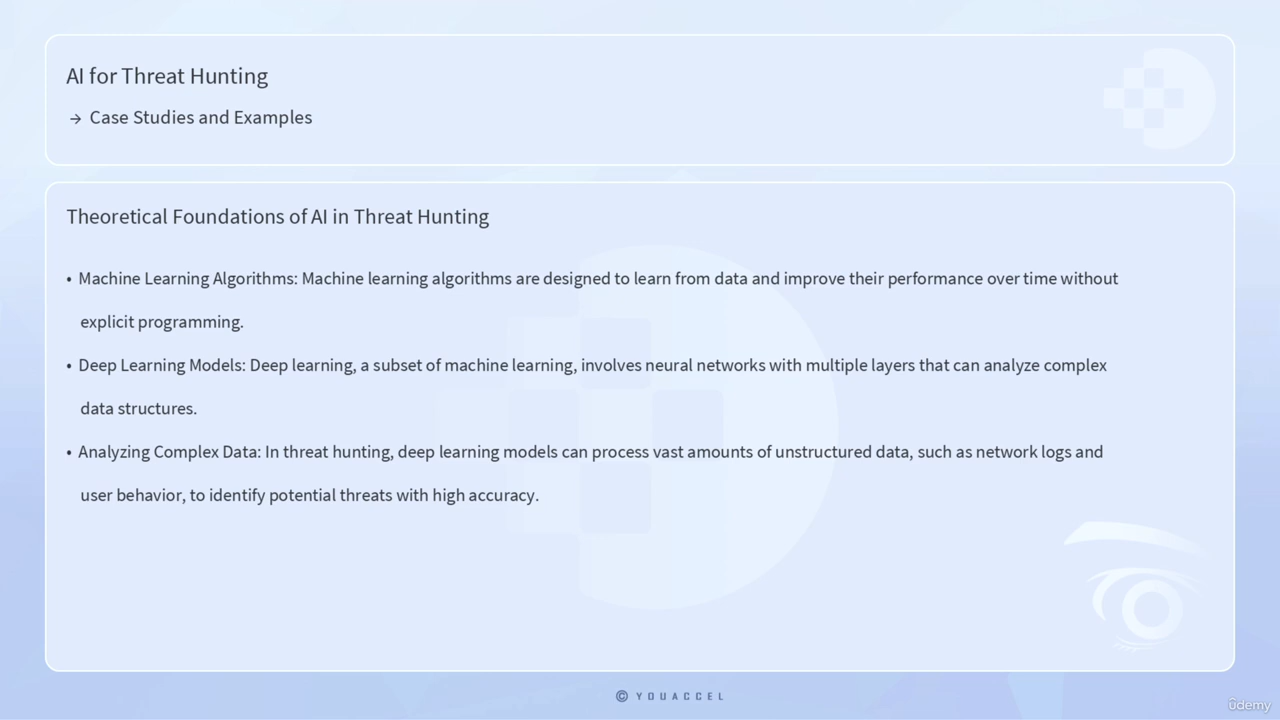 AI for Threat Hunting
→ Case Studies and Examples
Theoretical Foundations of AI in Threat Hunting
• Machine Learning Algorithms: Machine learning algorithms are designed to learn from data and improve their performance over time without
explicit programming.
• Deep Learning Models: Deep learning, a subset of machine learning, involves neural networks with multiple layers that can analyze complex
data structures.
• Analyzing Complex Data: In threat hunting, deep learning models can process vast amounts of unstructured data, such as network logs and
user behavior, to identify potential threats with high accuracy.
© YOUACCEL
ûdemy